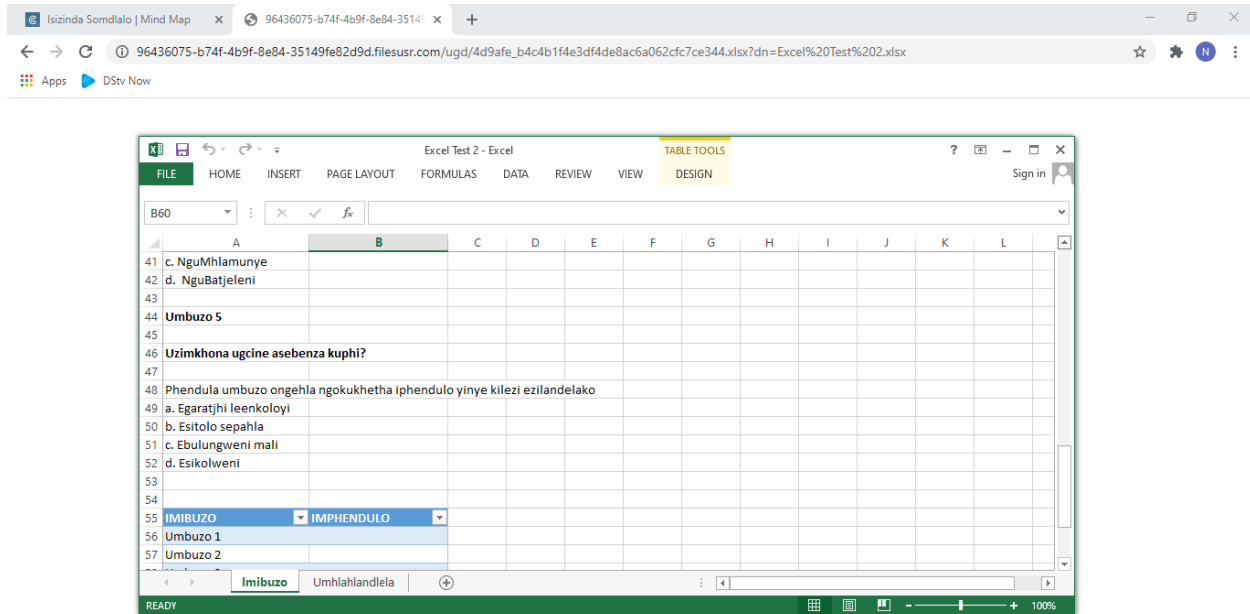 Isizinda Somdlalo | Mind Map
96436075-b74f-4b9f-8e84-35149
96436075-b74f-4b9f-8e84-35149fe82d9d.filesusr.com/ugd/4d9afe_b4c4b1f4e3df4de8ac6a062cfc7ce344.xlsx?dn=Excel%20Test%202.xlsx
N
Apps DStv Now
Excel Test 2 - Excel TABLE TOOLS
FILE HOME INSERT PAGE LAYOUT FORMULAS DATA REVIEW VIEW DESIGN Sign in
B60 fx
A B C D E F G H I J K L
41 c. NguMhlamunye
42 d. NguBatjeleni
43
44 Umbuzo 5
45
46 Uzimkhona ugcine asebenza kuphi?
47
48 Phendula umbuzo ongehla ngokukhetha iphendulo yinye kilezi ezilandelako
49 a. Egaratjhi leenkoloyi
50 b. Esitolo sepahla
51 c. Ebulungweni mali
52 d. Esikolweni
53
54
55 IMIBUZO IMPHENDULO
56 Umbuzo 1
57 Umbuzo 2
Imibuzo Umhlahlandlela
READY 100%